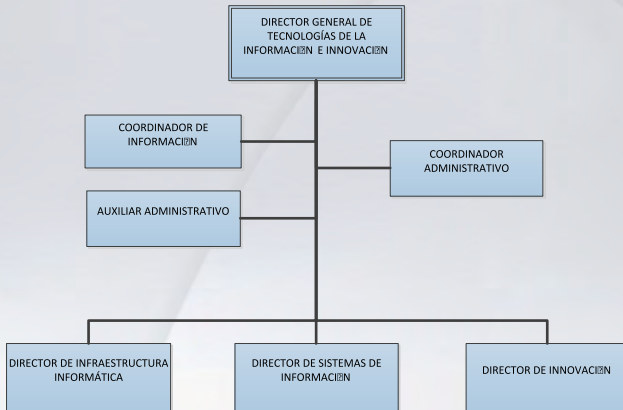 DIRECTOR GENERAL DE
TECNOLOGÍAS DE LA
INFORMACI�N E INNOVACI�N
COORDINADOR DE
INFORMACI�N
COORDINADOR
ADMINISTRATIVO
AUXILIAR ADMINISTRATIVO
DIRECTOR DE INFRAESTRUCTURA
INFORMÁTICA
DIRECTOR DE SISTEMAS DE
INFORMACI�N
DIRECTOR DE INNOVACI�N